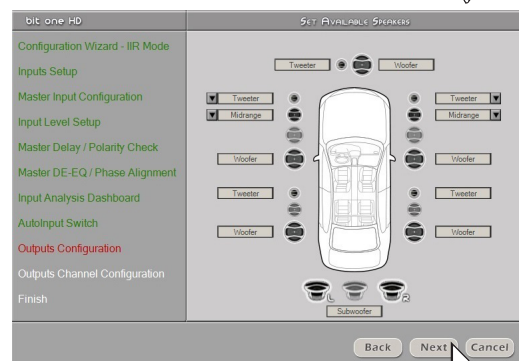 bit one HD
SET AVAILABLE SPEAKERS
Configuration Wizard - IIR Mode
Inputs Setup
Master Input Configuration
Input Level Setup
Master Delay / Polarity Check
Master DE-EQ / Phase Alignment
Input Analysis Dashboard
AutoInput Switch
Outputs Configuration
Outputs Channel Configuration
Finish
Tweeter Woofer
Tweeter Tweeter
Midrange Midrange
Woofer Woofer
Tweeter Tweeter
Woofer Woofer
L R
Subwoofer
Back Next Cancel